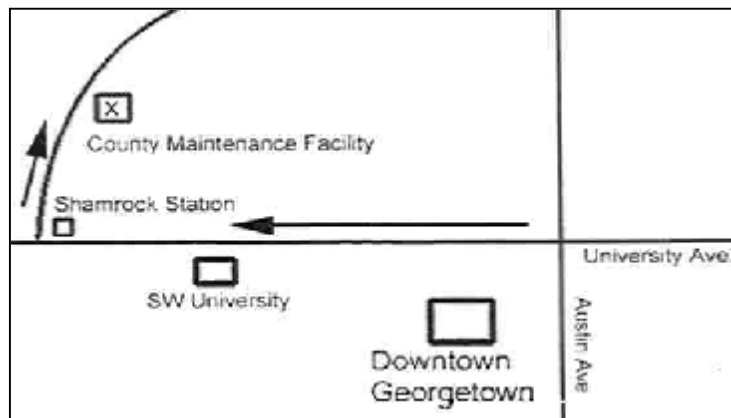 X
County Maintenance Facility
Shamrock Station
University Ave
SW University
Austin Ave
Downtown
Georgetown